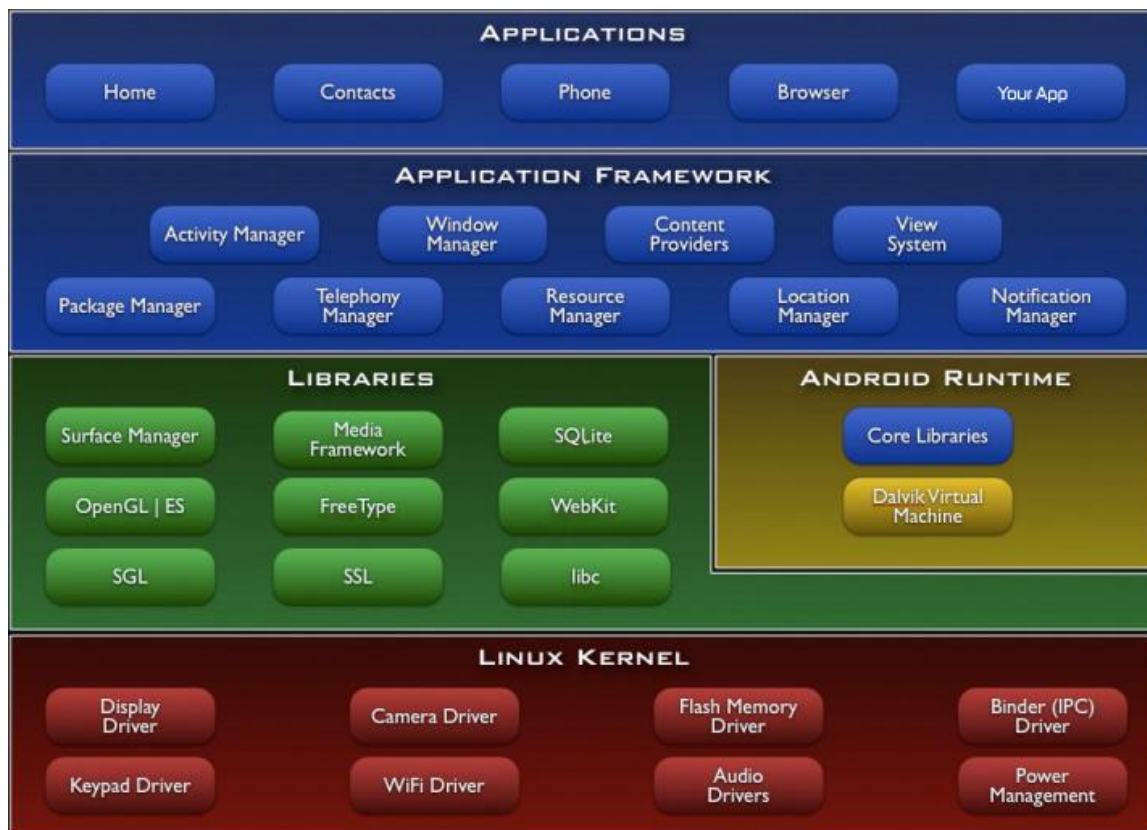 APPLICATIONS
Home
Contacts
Phone
Browser
Your App
APPLICATION FRAMEWORK
Activity Manager
Window
Manager
Content
Providers
View
System
Package Manager
Telephony
Manager
Resource
Manager
Location
Manager
Notification
Manager
LIBRARIES
Surface Manager
Media
Framework
SQLite
OpenGL | ES
FreeType
WebKit
SGL
SSL
libc
ANDROID RUNTIME
Core Libraries
Dalvik Virtual
Machine
LINUX KERNEL
Display
Driver
Camera Driver
Flash Memory
Driver
Binder (IPC)
Driver
Keypad Driver
WiFi Driver
Audio
Drivers
Power
Management